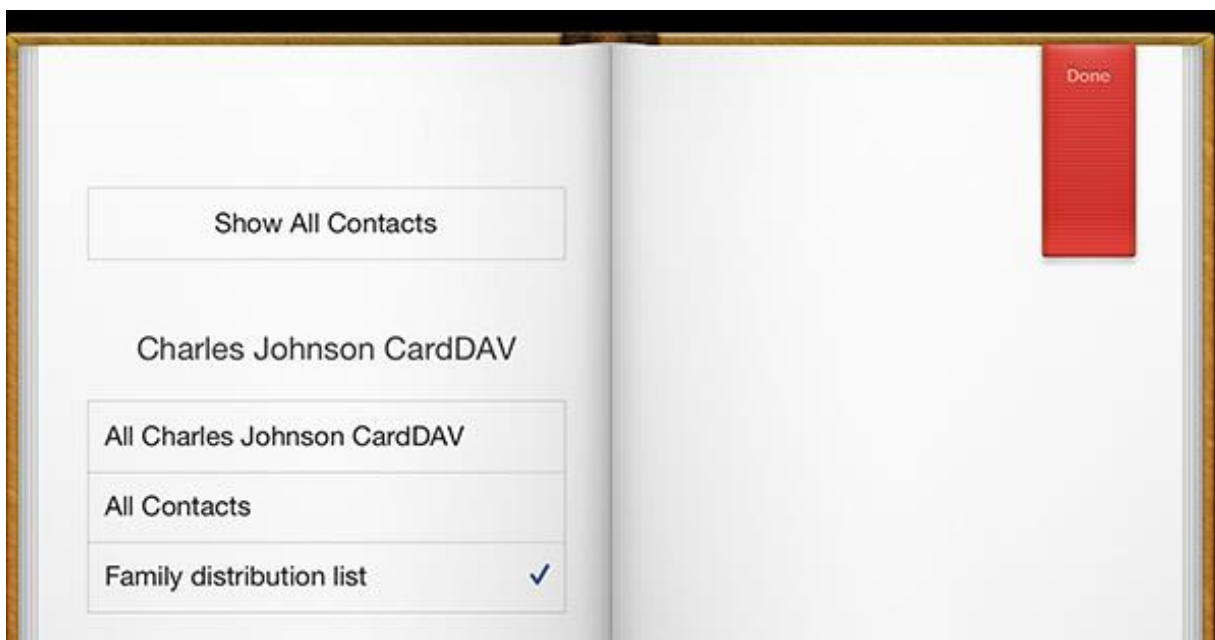 Done
Show All Contacts
Charles Johnson CardDAV
All Charles Johnson CardDAV
All Contacts
Family distribution list